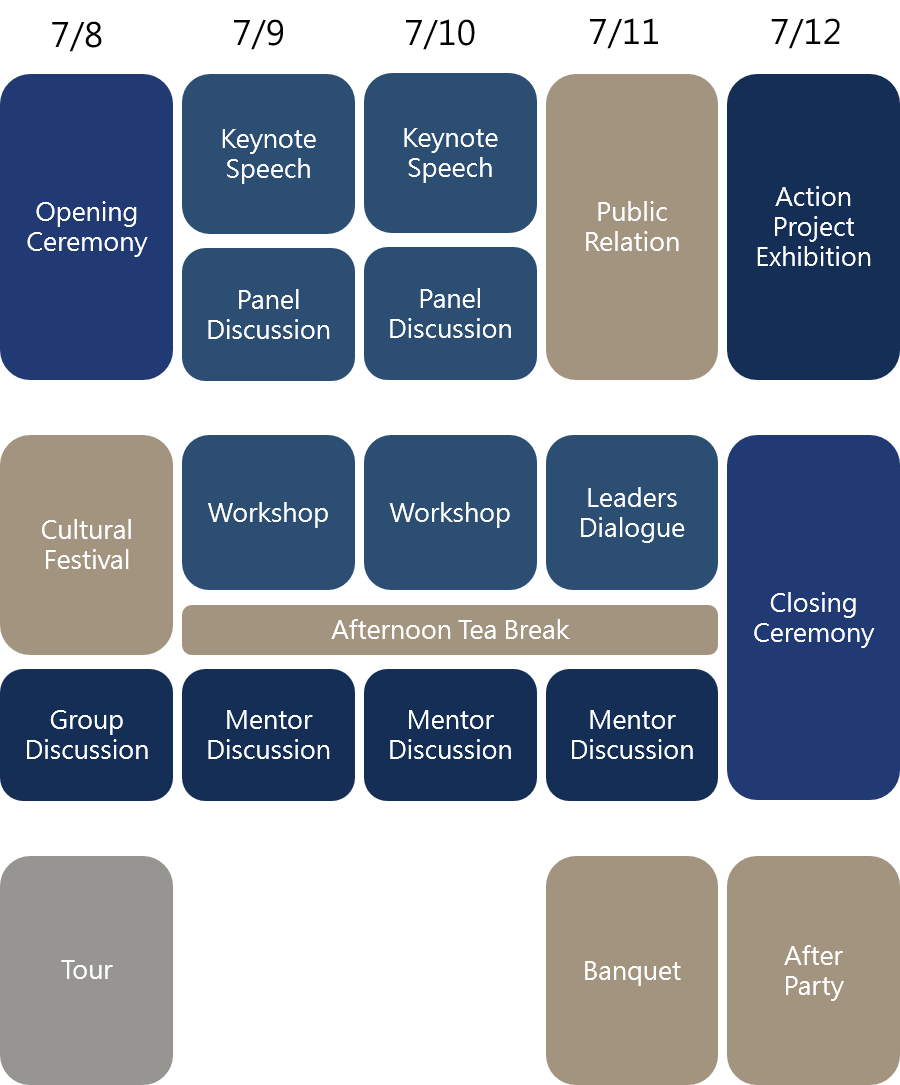 7/8
7/9
7/10
7/11
7/12
Opening
Ceremony
Keynote
Speech
Keynote
Speech
Public
Relation
Action
Project
Exhibition
Panel
Discussion
Panel
Discussion
Cultural
Festival
Workshop
Workshop
Leaders
Dialogue
Closing
Ceremony
Afternoon Tea Break
Group
Discussion
Mentor
Discussion
Mentor
Discussion
Mentor
Discussion
Tour
Banquet
After
Party